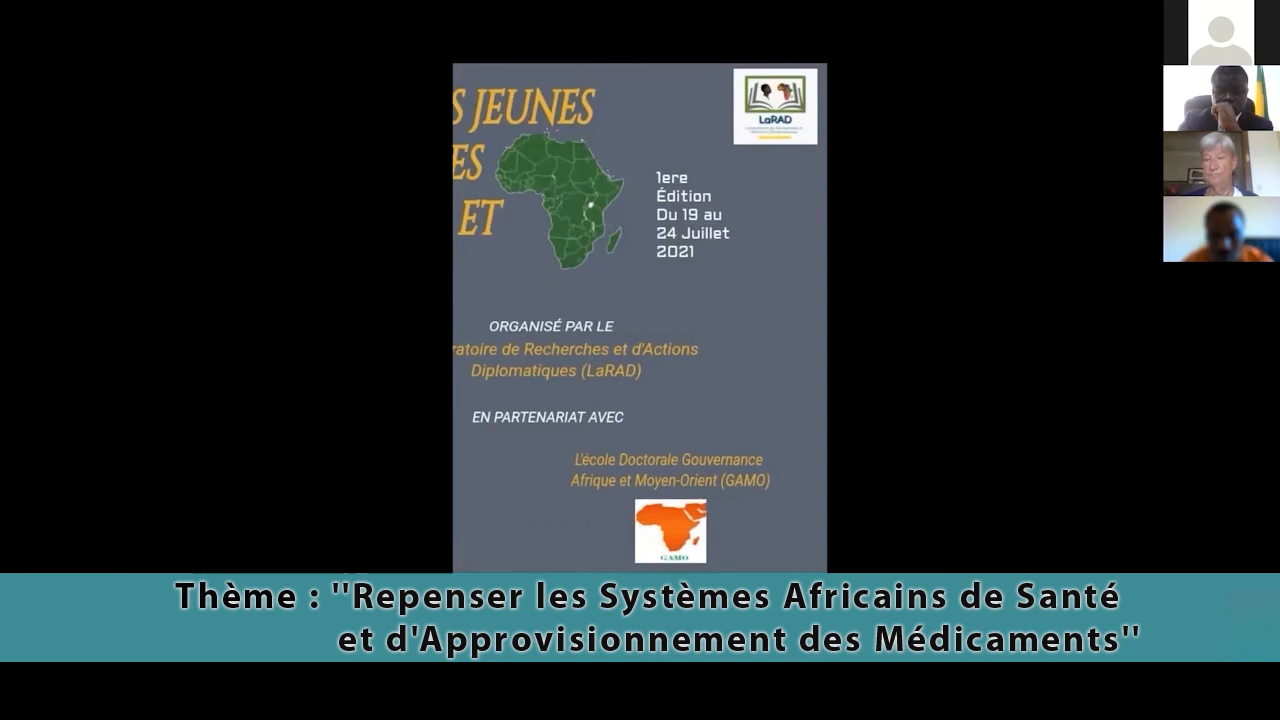 S JEUNES
ES
ET
LaRAD
1ere
Édition
Du 19 au
24 Juillet
2021
ORGANISÉ PAR LE
ratoire de Recherches et d'Actions
Diplomatiques (LaRAD)
EN PARTENARIAT AVEC
L'école Doctorale Gouvernance
Afrique et Moyen-Orient (GAMO)
GAMO
Thème : ''Repenser les Systèmes Africains de Santé
et d'Approvisionnement des Médicaments''